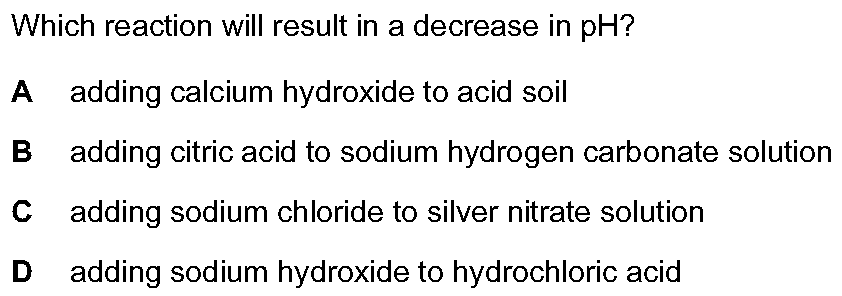 Which reaction will result in a decrease in pH?
A adding calcium hydroxide to acid soil
B adding citric acid to sodium hydrogen carbonate solution
C adding sodium chloride to silver nitrate solution
D adding sodium hydroxide to hydrochloric acid